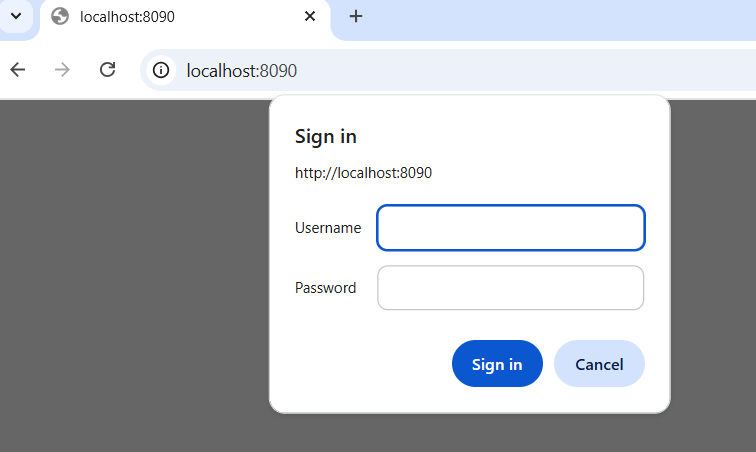 localhost:8090
localhost:8090
Sign in
http://localhost:8090
Username
Password
Sign in
Cancel